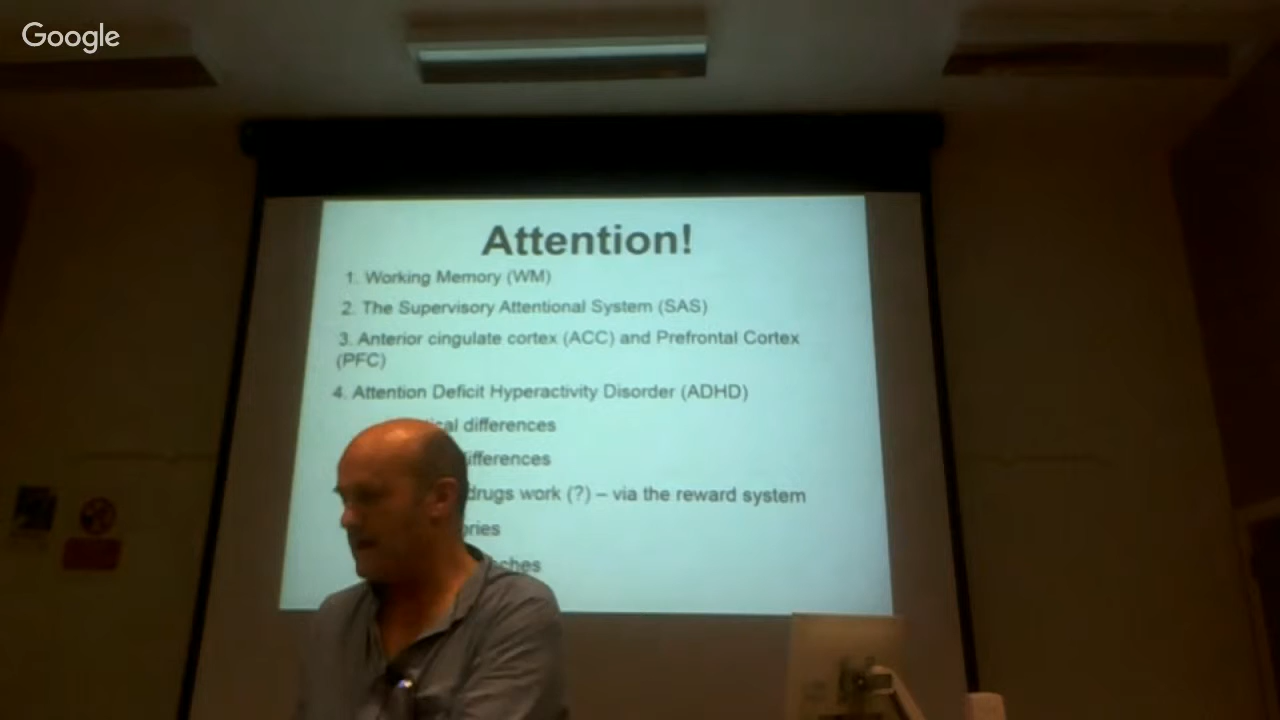 Google
Attention!
1. Working Memory (WM)
2. The Supervisory Attentional System (SAS)
3. Anterior cingulate cortex (ACC) and Prefrontal Cortex
(PFC)
4. Attention Deficit Hyperactivity Disorder (ADHD)
differences
drugs work (?) – via the reward system